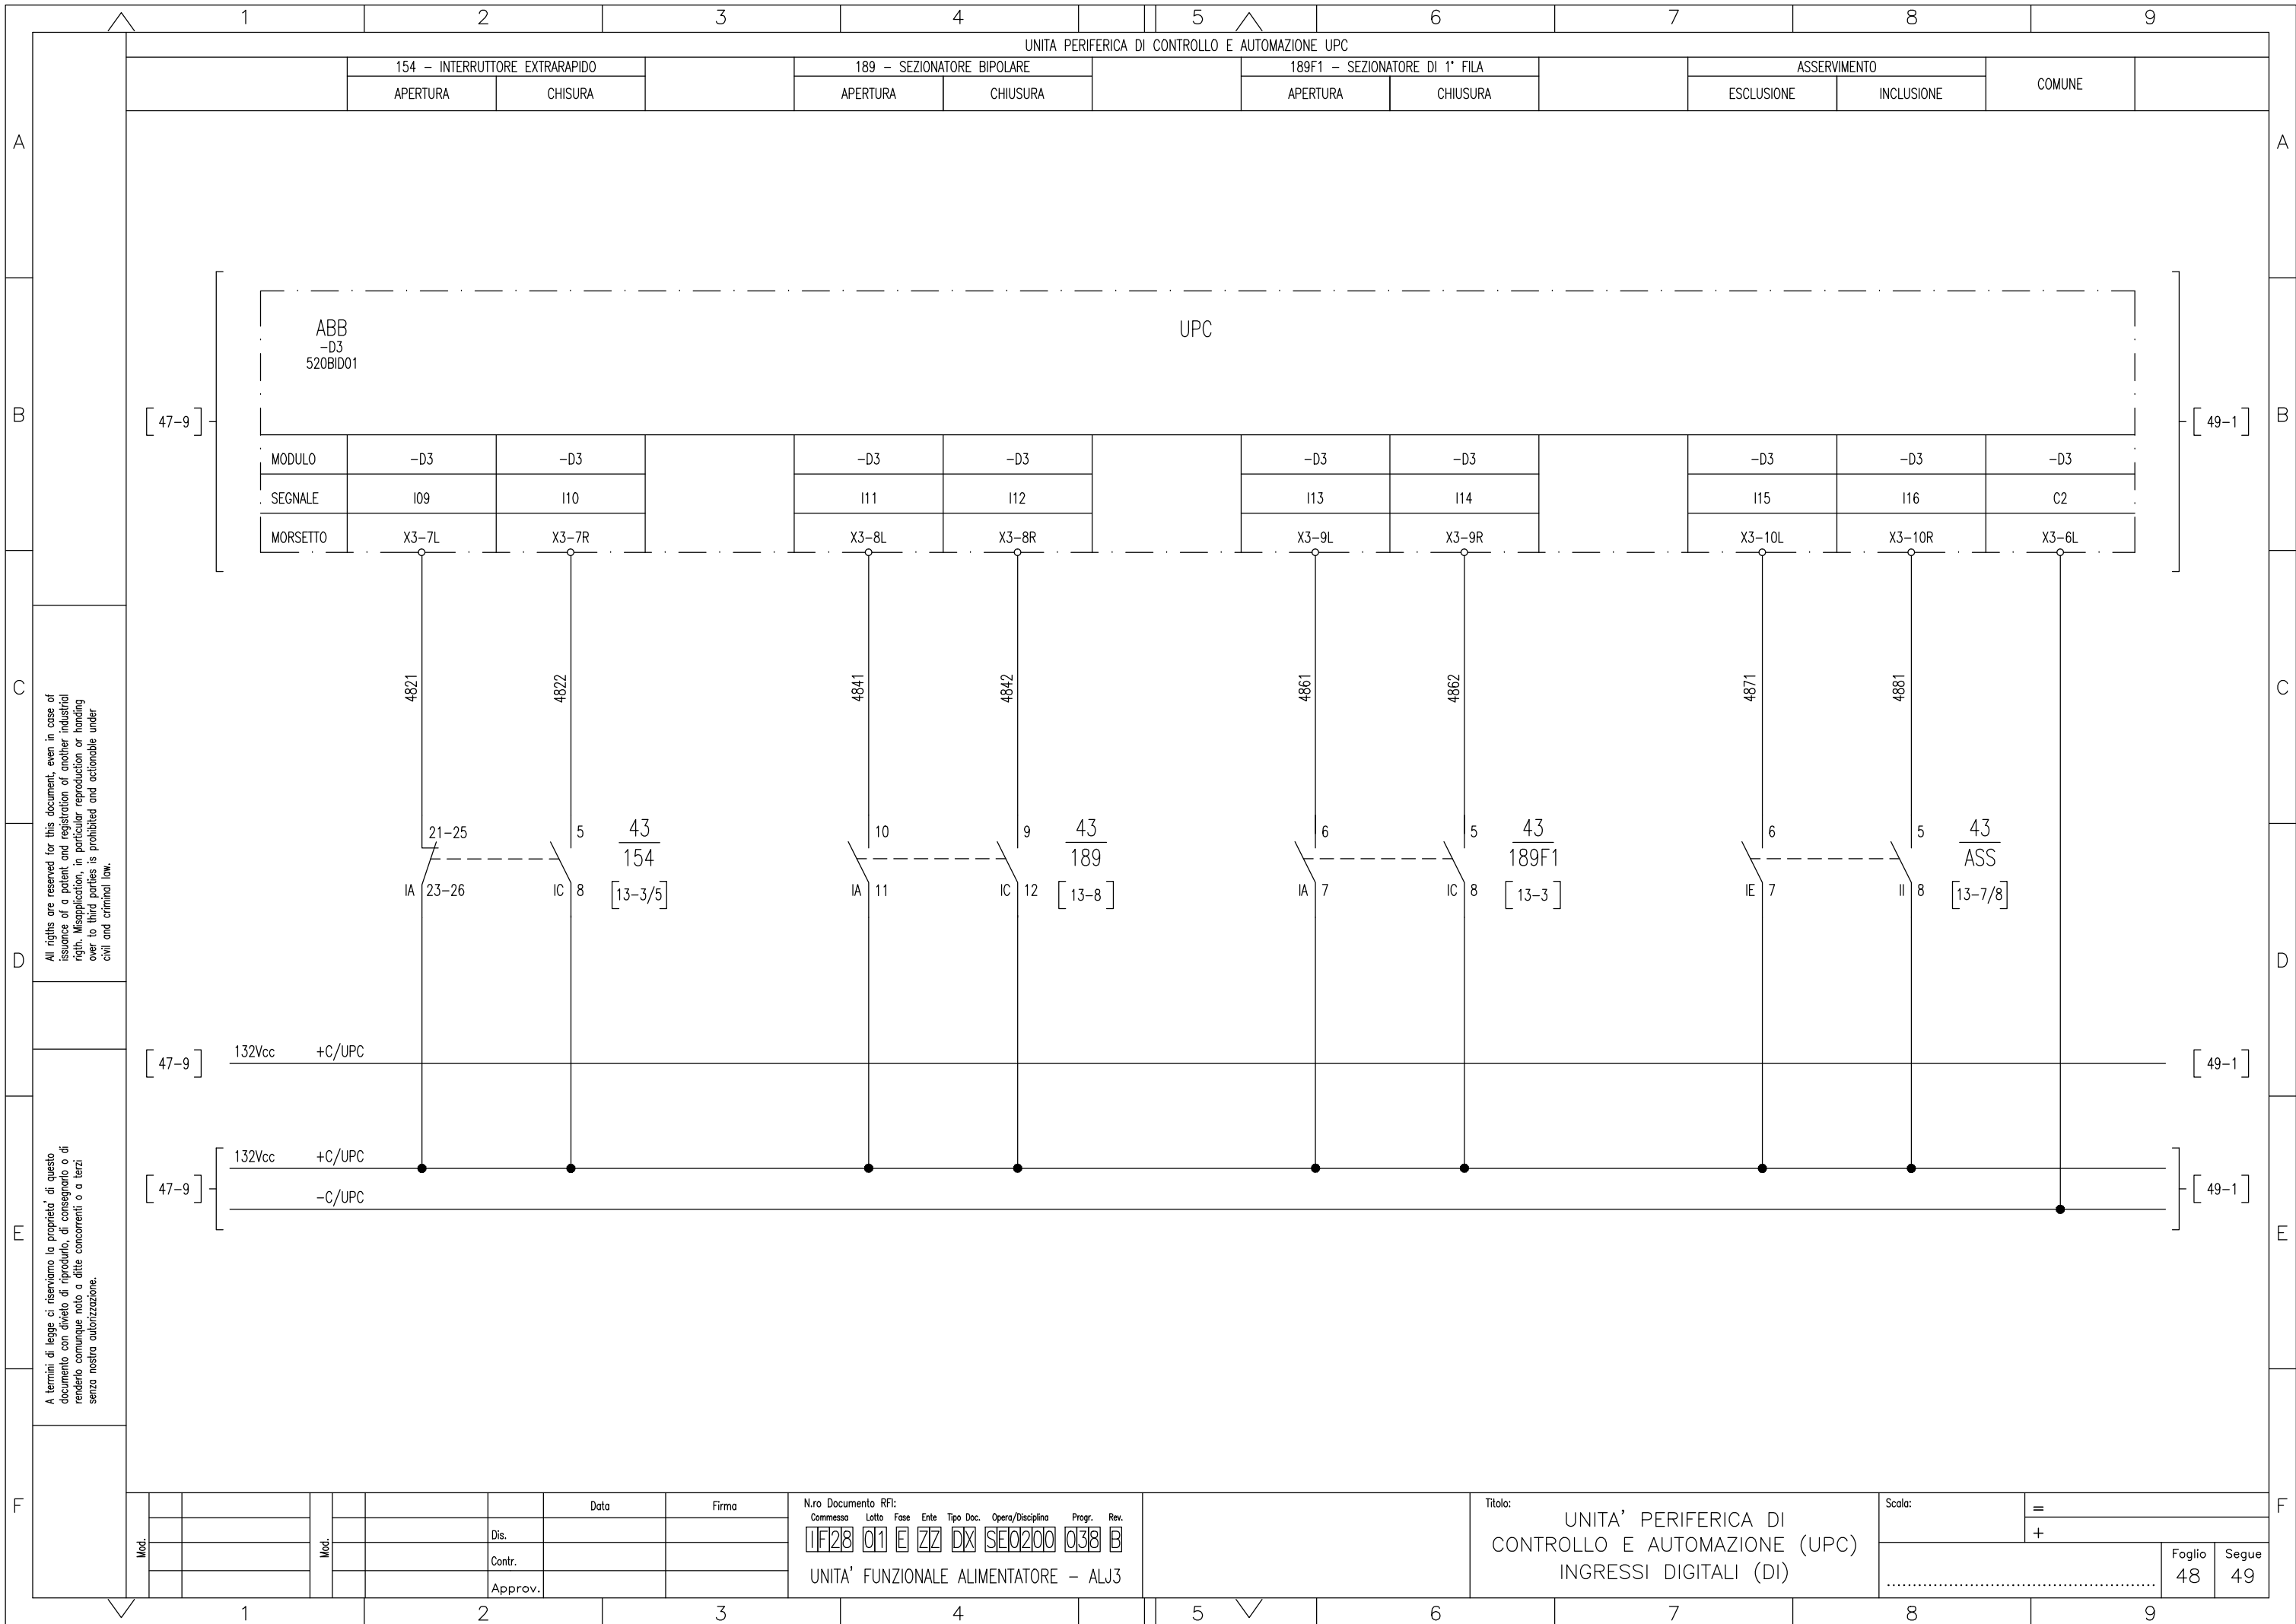 1 2 3 4 5 6 7 8 9
UNITA PERIFERICA DI CONTROLLO E AUTOMAZIONE UPC
154 - INTERRUTTORE EXTRARAPIDO 189 - SEZIONATORE BIPOLARE 189F1 - SEZIONATORE DI 1° FILA ASSERVIMENTO COMUNE
APERTURA CHISURA APERTURA CHIUSURA APERTURA CHIUSURA ESCLUSIONE INCLUSIONE
A A
ABB UPC
-D3
520BID01
B [ 47-9 ] [ 49-1 ] B
MODULO -D3 -D3 -D3 -D3 -D3 -D3 -D3 -D3 -D3
SEGNALE I09 I10 I11 I12 I13 I14 I15 I16 C2
MORSETTO X3-7L X3-7R X3-8L X3-8R X3-9L X3-9R X3-10L X3-10R X3-6L
C 4821 4822 4841 4842 4861 4862 4871 4881 C
All rigths are reserved for this document, even in case of
issuance of a patent and registration of another industrial
rigth. Misapplication, in particular reproduction or handing
over to third parties is prohibited and actionable under
civil and criminal law.
21-25 5 43 10 9 43 6 5 43 6 5 43
154 189 189F1 ASS
IA 23-26 IC 8 [13-3/5] IA 11 IC 12 [ 13-8 ] IA 7 IC 8 [ 13-3 ] IE 7 II 8 [13-7/8]
D D
[ 47-9 ] 132Vcc +C/UPC [ 49-1 ]
132Vcc +C/UPC
[ 47-9 ] -C/UPC [ 49-1 ]
E E
A termini di legge ci riserviamo la proprieta' di questo
documento con divieto di riprodurlo, di consegnarlo o di
renderlo comunque noto a ditte concorrenti o a terzi
senza nostra autorizzazione.
F F
Mod. Mod. Data Firma
Dis.
Contr.
Approv.
N.ro Documento RFI:
Commessa Lotto Fase Ente Tipo Doc. Opera/Disciplina Progr. Rev.
IF28 01 E ZZ DX SE0200 038 B
UNITA' FUNZIONALE ALIMENTATORE - ALJ3
Titolo:
UNITA' PERIFERICA DI
CONTROLLO E AUTOMAZIONE (UPC)
INGRESSI DIGITALI (DI)
Scala: =
+
Foglio Segue
48 49
1 2 3 4 5 6 7 8 9